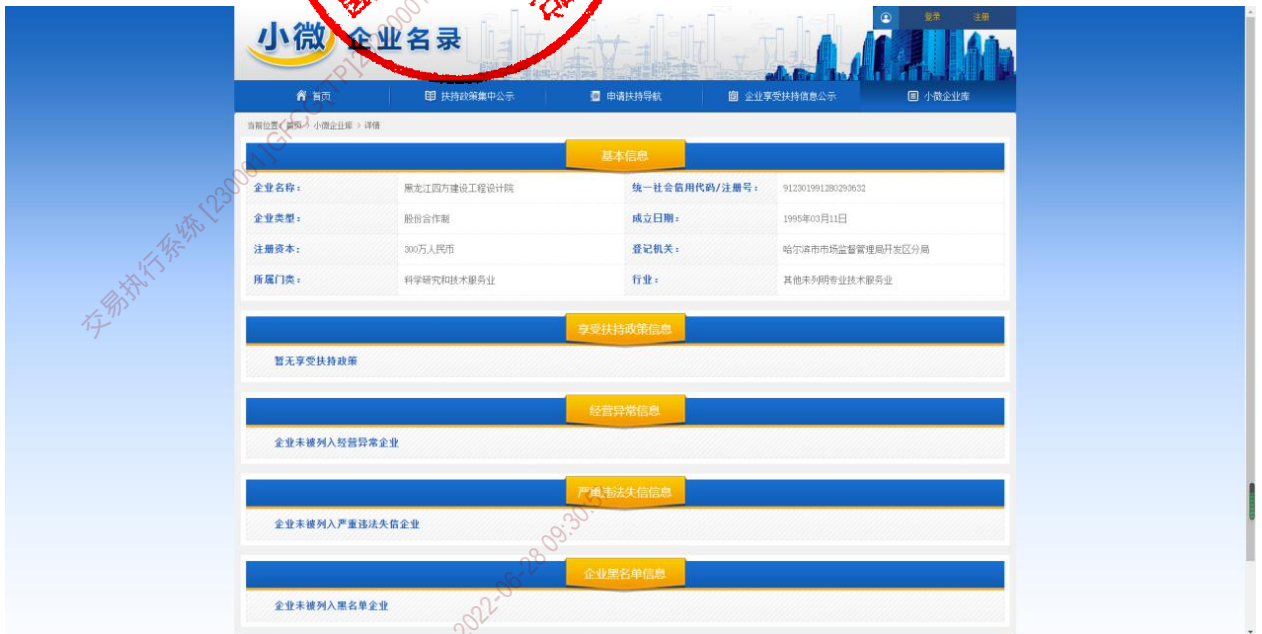 登录 注册
小微 企业名录
首页 扶持政策集中公示 申请扶持导航 企业享受扶持信息公示 小微企业库
当前位置：首页 > 小微企业库 > 详情
基本信息
企业名称： 黑龙江四方建设工程设计院 统一社会信用代码/注册号： 912301991280293632
企业类型： 股份合作制 成立日期： 1995年03月11日
注册资本： 300万人民币 登记机关： 哈尔滨市市场监督管理局开发区分局
所属门类： 科学研究和技术服务业 行业： 其他未列明专业技术服务业
享受扶持政策信息
暂无享受扶持政策
经营异常信息
企业未被列入经营异常企业
严重违法失信信息
企业未被列入严重违法失信企业
企业黑名单信息
企业未被列入黑名单企业
交易执行系统[230001]GFCG[TP]2
2022-06-28 09:30:5